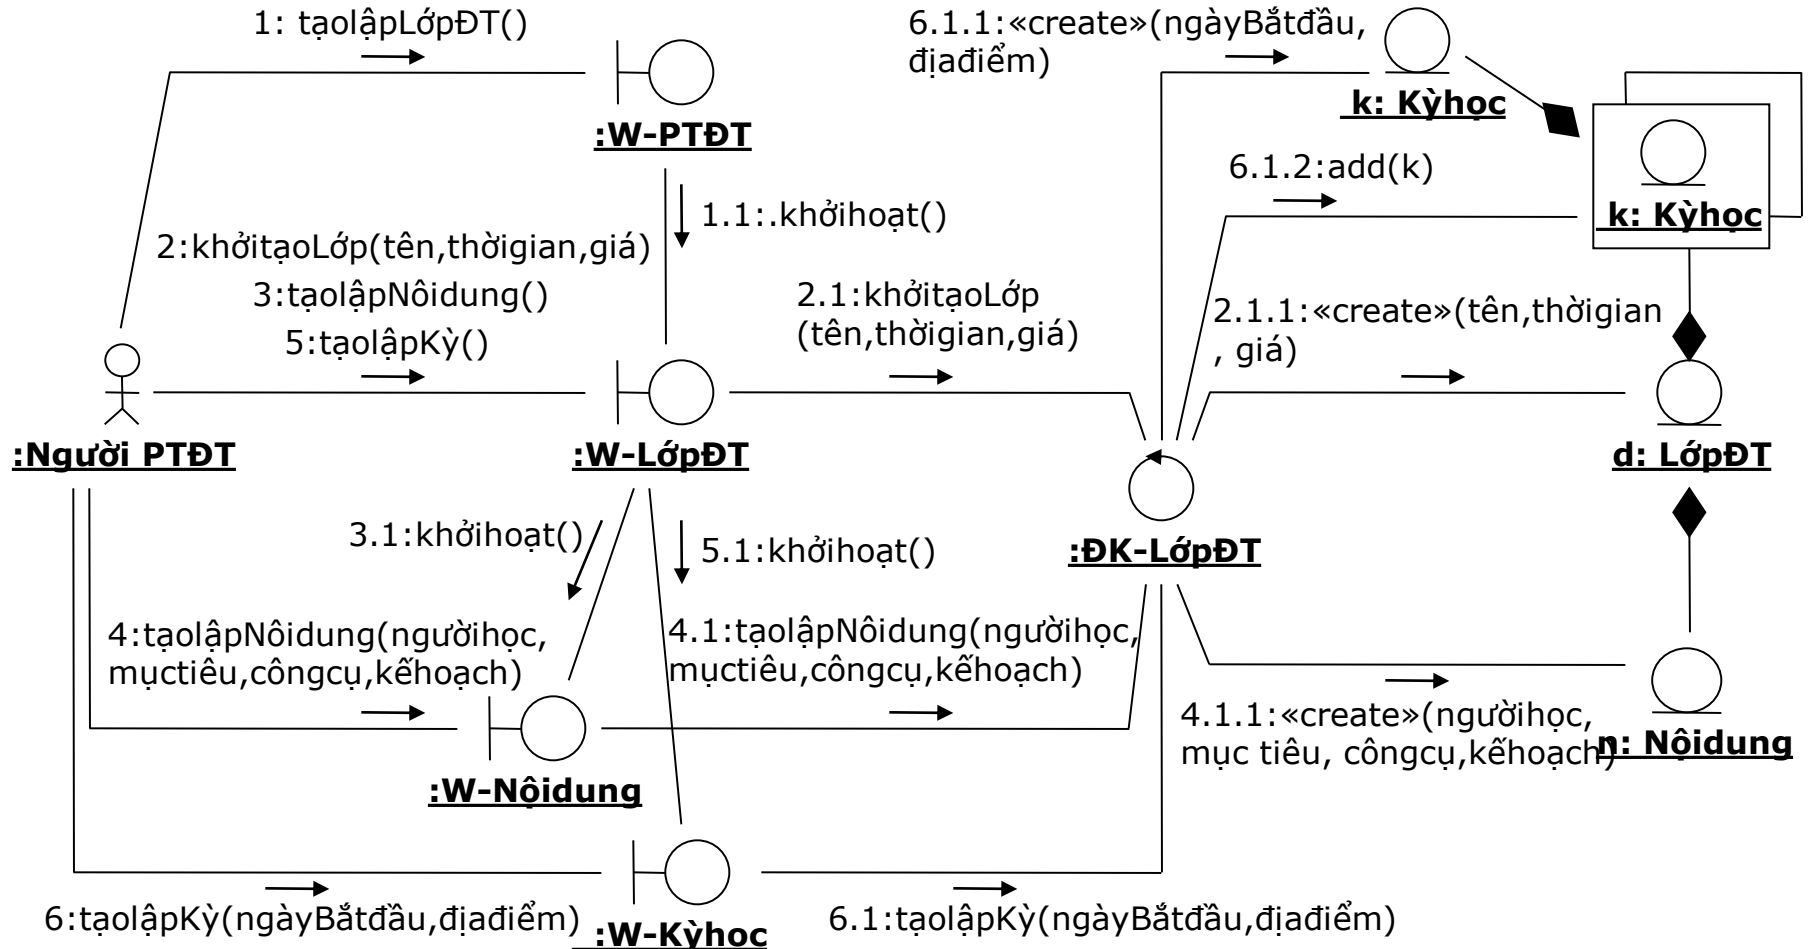 1: tạolậpLớpĐT()
6.1.1:«create»(ngàyBắtđầu,
địađiểm)
k: Kỳhọc
:W-PTĐT
6.1.2:add(k)
k: Kỳhọc
1.1:.khởihoạt()
2:khởitạoLớp(tên,thờigian,giá)
3:tạolậpNôidung()
5:tạolậpKỳ()
2.1:khởitạoLớp
(tên,thờigian,giá)
2.1.1:«create»(tên,thờigian
, giá)
:Người PTĐT
:W-LớpĐT
d: LớpĐT
3.1:khởihoạt()
5.1:khởihoạt()
:ĐK-LớpĐT
4:tạolậpNôidung(ngườihọc,
mụctiêu,côngcụ,kếhoạch)
4.1:tạolậpNôidung(ngườihọc,
mụctiêu,côngcụ,kếhoạch)
4.1.1:«create»(ngườihọc,
mục tiêu, côngcụ,kếhoạch)
n: Nộidung
:W-Nộidung
6:tạolậpKỳ(ngàyBắtđầu,địađiểm)
6.1:tạolậpKỳ(ngàyBắtđầu,địađiểm)
:W-Kỳhọc